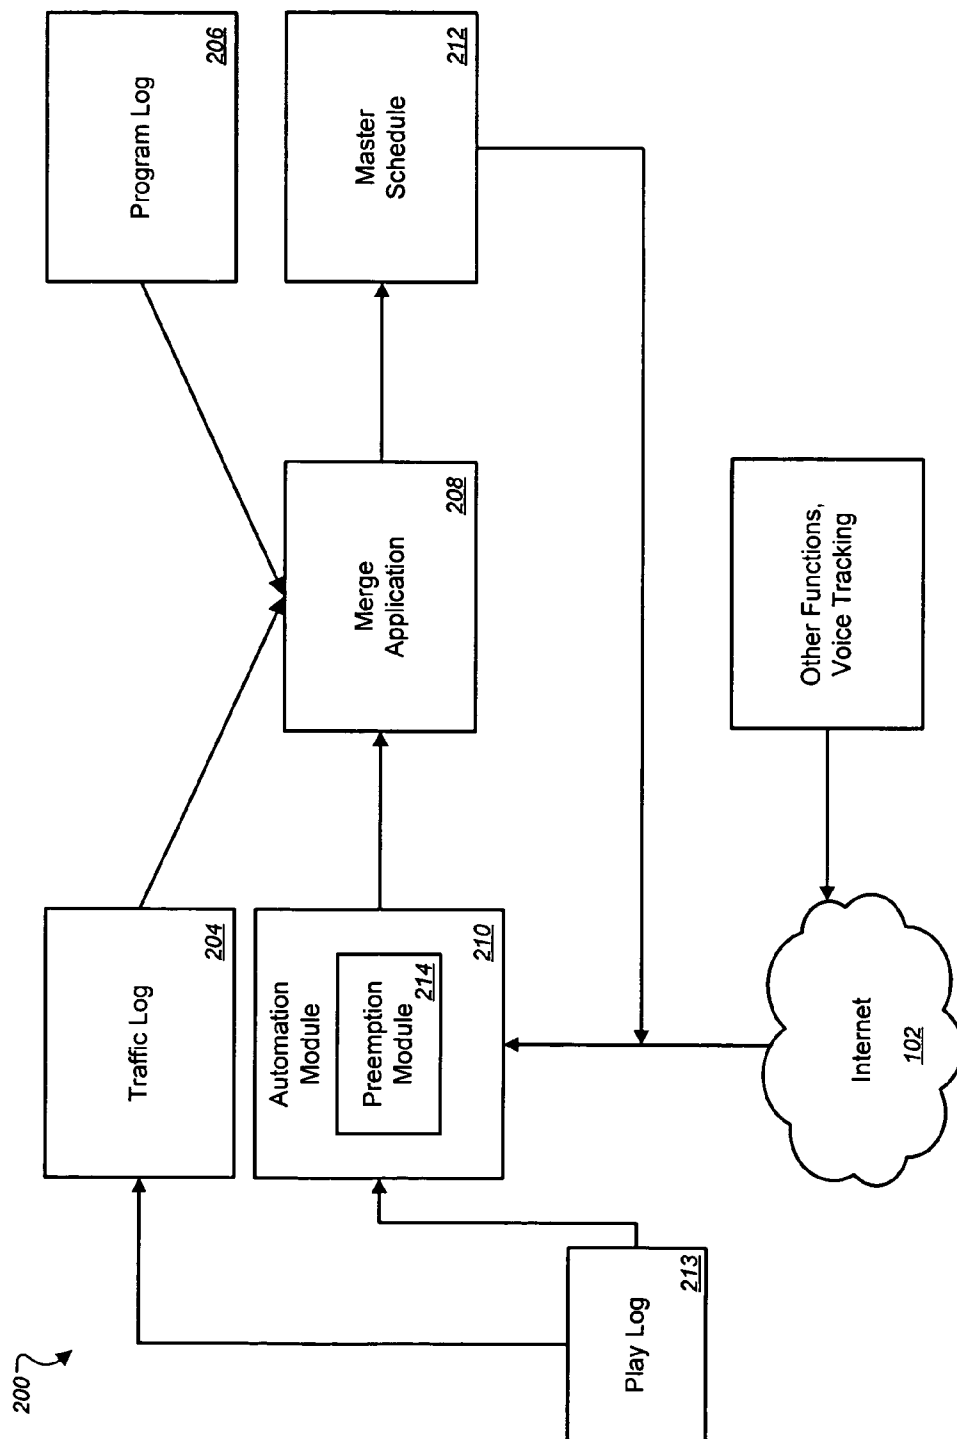 200
Traffic Log
204
Program Log
206
Automation
Module
Preemption
Module
214
210
Merge
Application
208
Master
Schedule
212
Play Log
213
Internet
102
Other Functions,
Voice Tracking